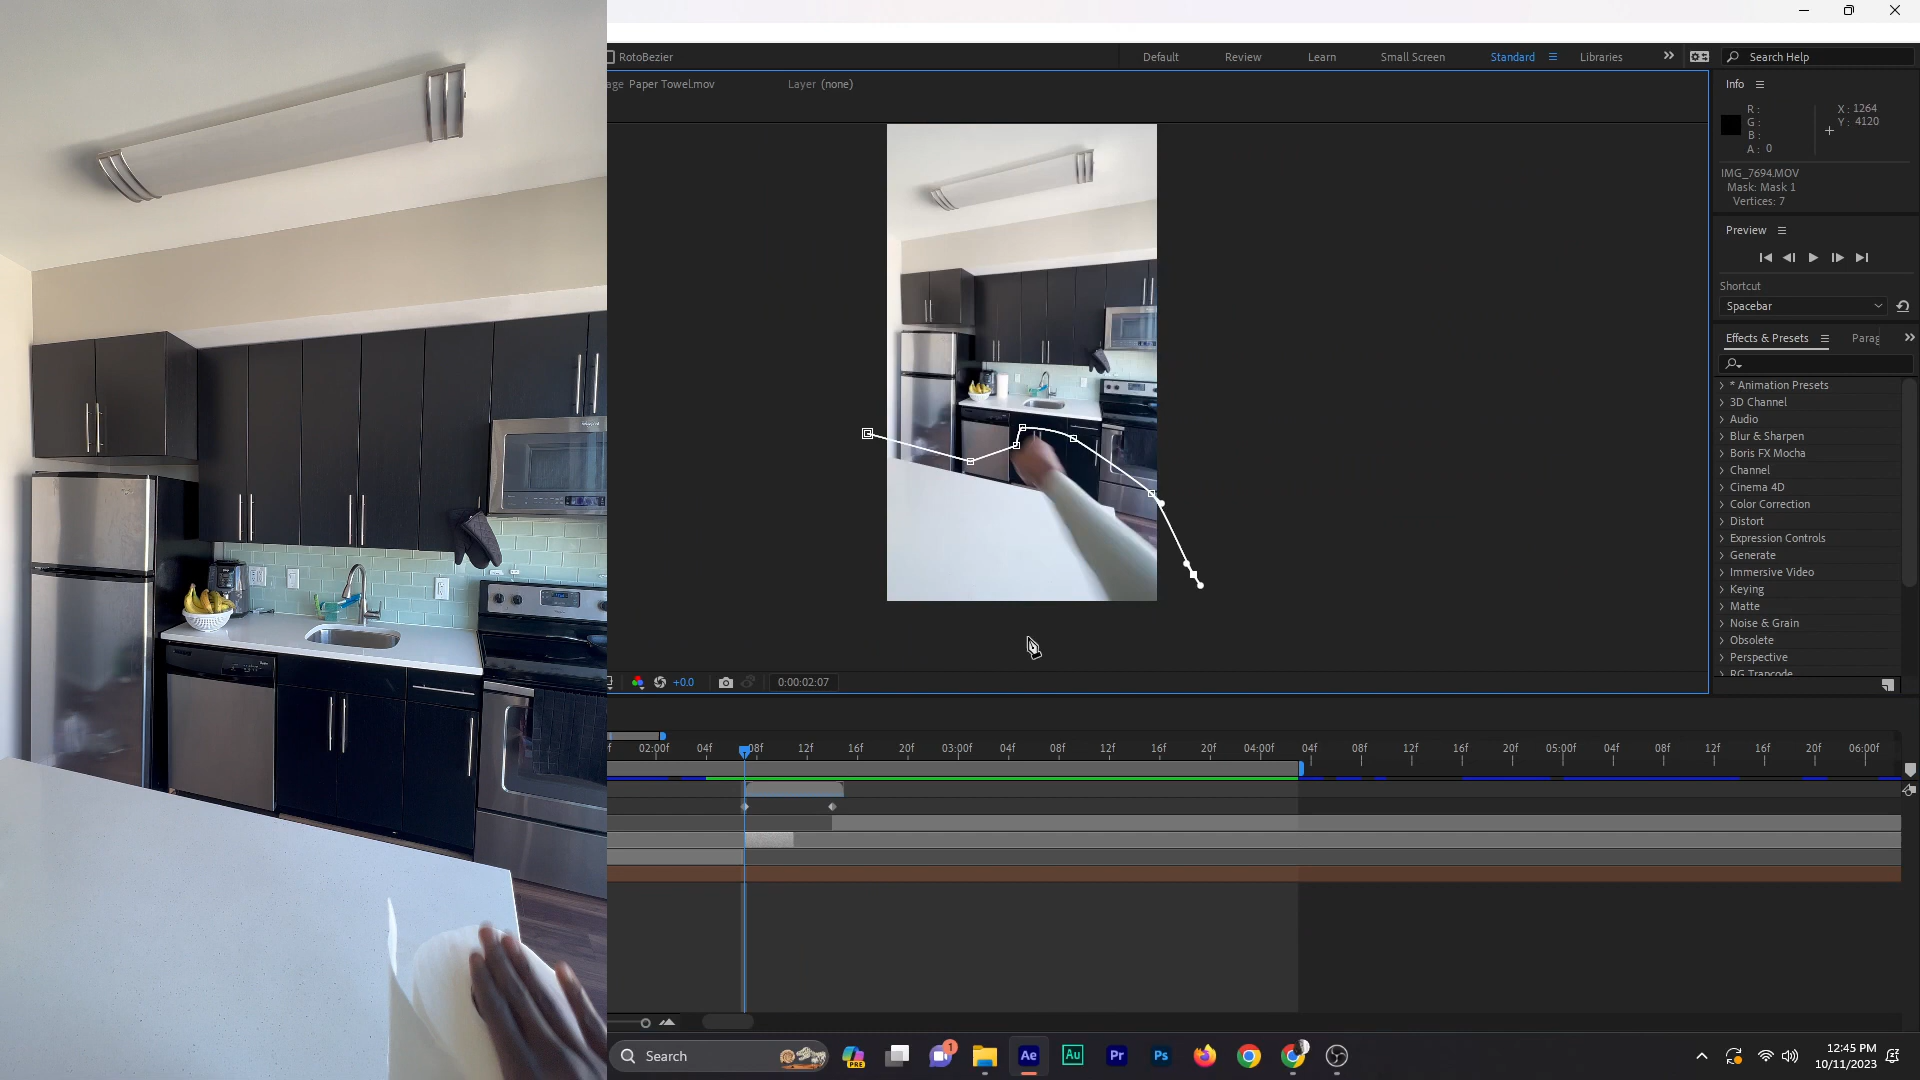 RotoBezier
Default
Review
Learn
Small Screen
Standard
Libraries
Search Help
age Paper Towel.mov
Layer (none)
Info
R :
G :
B :
A : 0
X : 1264
Y : 4120
IMG_7694.MOV
Mask: Mask 1
Vertices: 7
Preview
Shortcut
Spacebar
Effects & Presets
Parag
* Animation Presets
3D Channel
Audio
Blur & Sharpen
Boris FX Mocha
Channel
Cinema 4D
Color Correction
Distort
Expression Controls
Generate
Immersive Video
Keying
Matte
Noise & Grain
Obsolete
Perspective
RG Trapcode
+0.0
0:00:02:07
f 02:00f 04f 08f 12f 16f 20f 03:00f 04f 08f 12f 16f 20f 04:00f 04f 08f 12f 16f 20f 05:00f 04f 08f 12f 16f 20f 06:00f
Search
PRE
1
Ae
Au
Pr
Ps
12:45 PM
10/11/2023